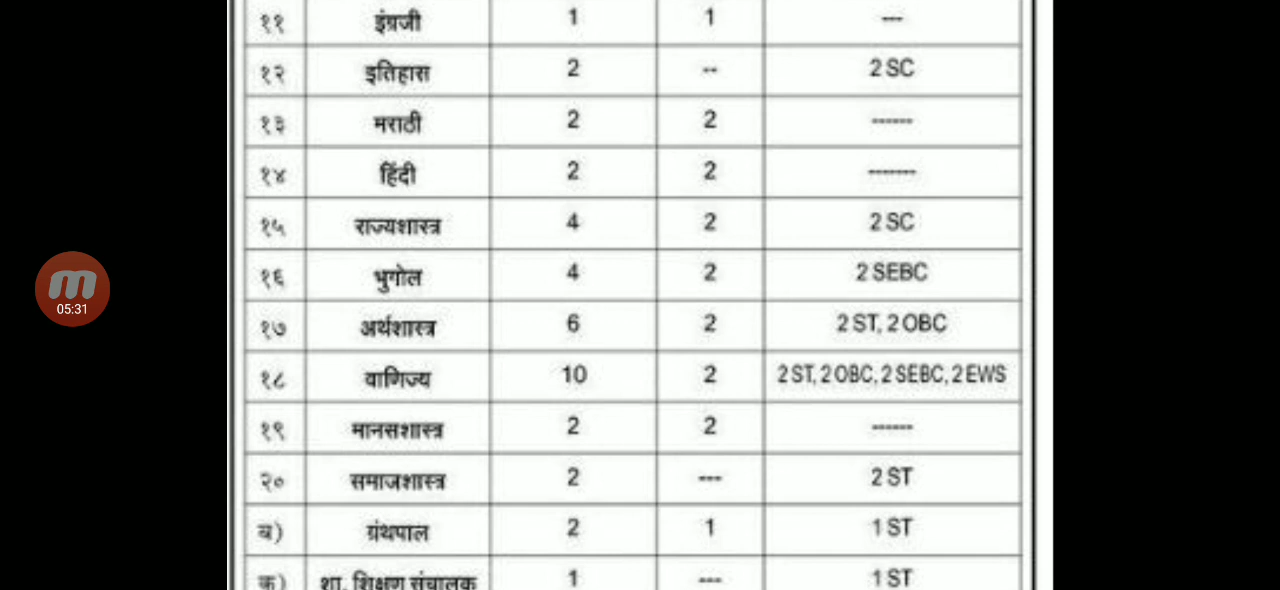 ११ इंग्रजी 1 1 ---
१२ इतिहास 2 -- 2 SC
१३ मराठी 2 2 ------
१४ हिंदी 2 2 -------
१५ राज्यशास्त्र 4 2 2 SC
१६ भुगोल 4 2 2 SEBC
१७ अर्थशास्त्र 6 2 2 ST, 2 OBC
१८ वाणिज्य 10 2 2 ST, 2 OBC, 2 SEBC, 2 EWS
१९ मानसशास्त्र 2 2 ------
२० समाजशास्त्र 2 --- 2 ST
ब) ग्रंथपाल 2 1 1 ST
क) शा. शिक्षण संचालक 1 --- 1 ST
m
05:31